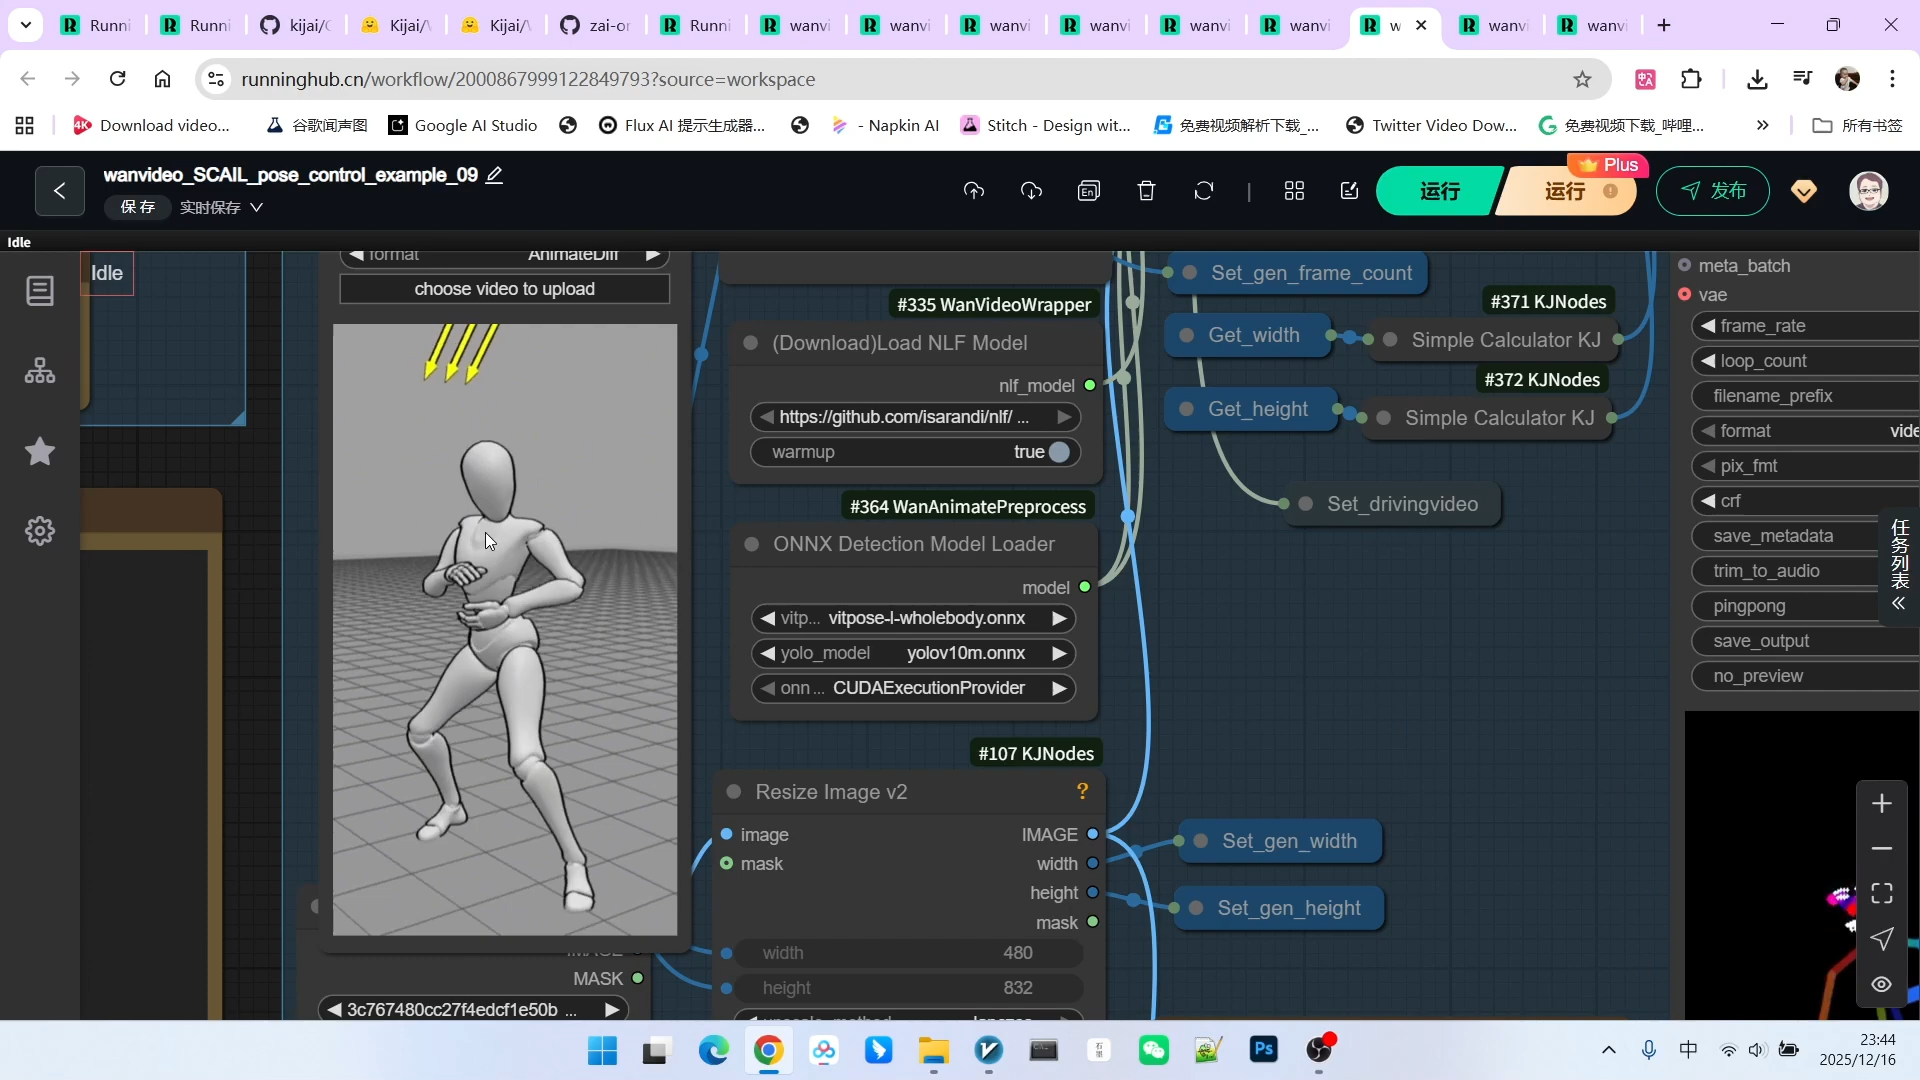 Runni
Runni
kijai/C
Kijai/\
Kijai/\
zai-or
Runni
wanvi
wanvi
wanvi
wanvi
wanvi
wanvi
w
wanvi
wanvi
runninghub.cn/workflow/2000867999122849793?source=workspace
Download video...
谷歌闻声图
Google AI Studio
Flux AI 提示生成器...
- Napkin AI
Stitch - Design wit...
免费视频解析下载_...
Twitter Video Dow...
免费视频下载_哔哩...
所有书签
wanvideo_SCAIL_pose_control_example_09
保存
实时保存
En
运行
运行
Plus
发布
Idle
Idle
format AnimateDiff
choose video to upload
#335 WanVideoWrapper
(Download)Load NLF Model
nlf_model
https://github.com/isarandi/nlf/ ...
warmup true
#364 WanAnimatePreprocess
ONNX Detection Model Loader
model
vitp... vitpose-l-wholebody.onnx
yolo_model yolov10m.onnx
onn ... CUDAExecutionProvider
#107 KJNodes
Resize Image v2 ?
image IMAGE
mask width
height
mask
width 480
height 832
MASK
3c767480cc27f4edcf1e50b ...
Set_gen_frame_count
#371 KJNodes
Get_width
Simple Calculator KJ
#372 KJNodes
Get_height
Simple Calculator KJ
Set_drivingvideo
Set_gen_width
Set_gen_height
meta_batch
vae
frame_rate
loop_count
filename_prefix
format vide
pix_fmt
crf
save_metadata
trim_to_audio
pingpong
save_output
no_preview
任务列表
中
23:44
2025/12/16
Ps